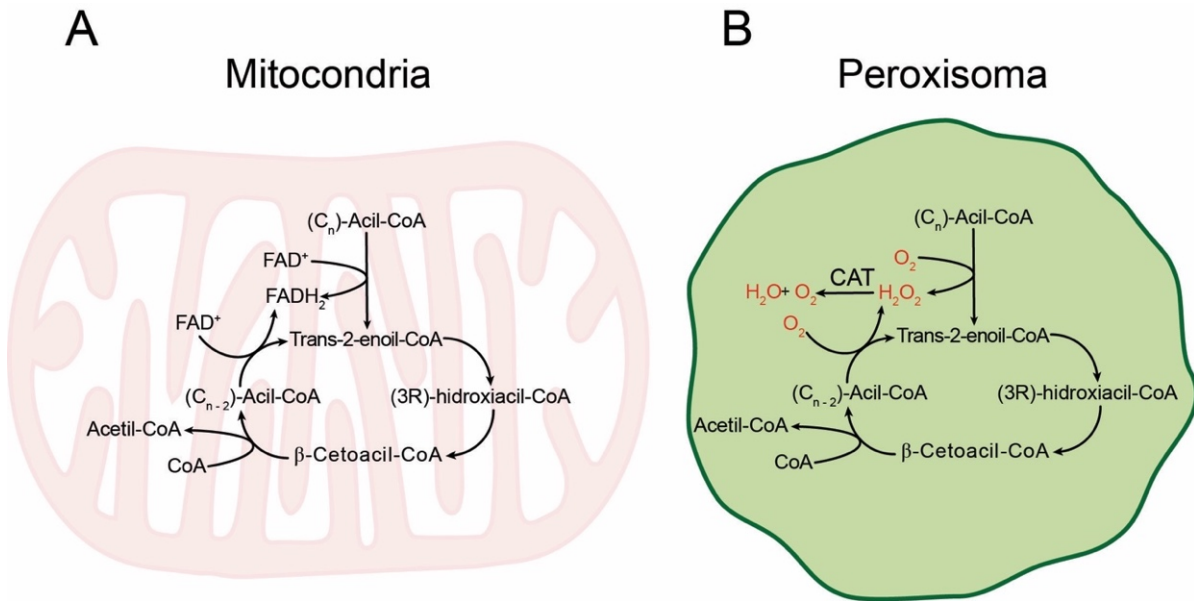 A
Mitocondria
(Cₙ)-Acil-CoA
FAD⁺
FADH₂
FAD⁺
Trans-2-enoil-CoA
(Cₙ₋₂)-Acil-CoA
(3R)-hidroxiacil-CoA
Acetil-CoA
CoA
β-Cetoacil-CoA
B
Peroxisoma
(Cₙ)-Acil-CoA
O₂
CAT
H₂O+ O₂ H₂O₂
O₂
Trans-2-enoil-CoA
(Cₙ₋₂)-Acil-CoA
(3R)-hidroxiacil-CoA
Acetil-CoA
CoA
β-Cetoacil-CoA